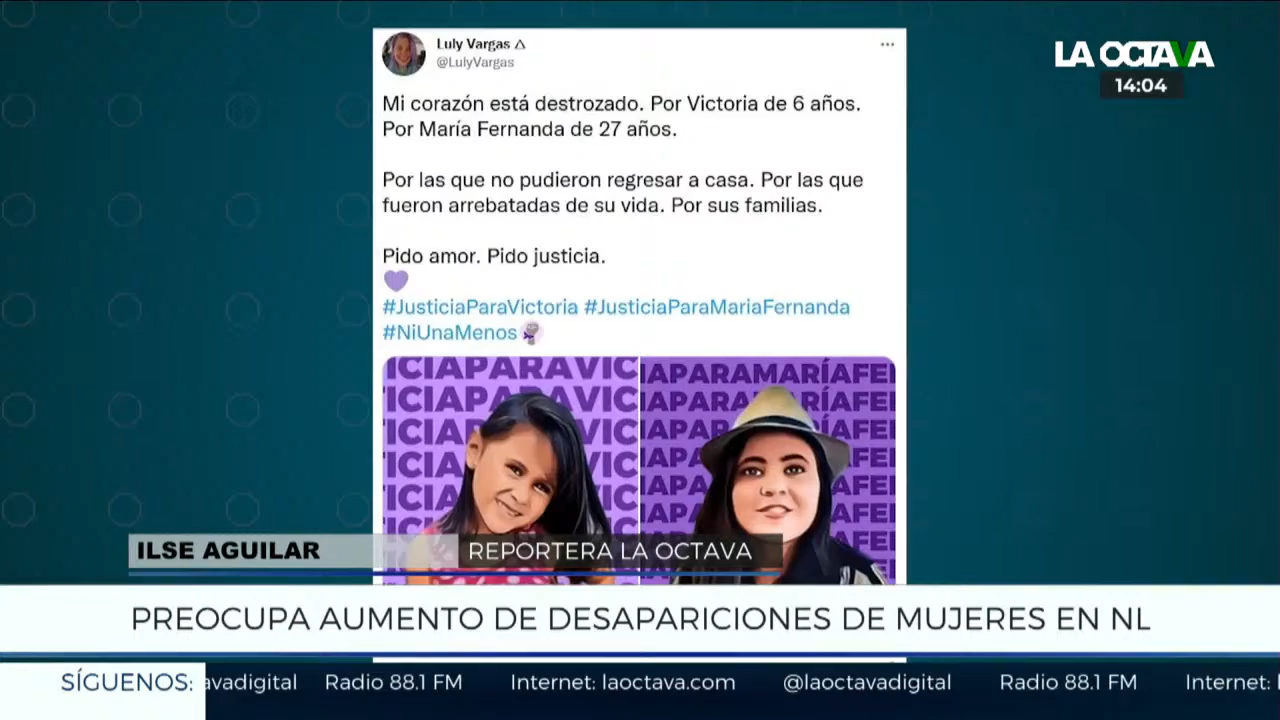 Luly Vargas
@LulyVargas
LA OCTAVA
14:04
Mi corazón está destrozado. Por Victoria de 6 años.
Por María Fernanda de 27 años.
Por las que no pudieron regresar a casa. Por las que
fueron arrebatadas de su vida. Por sus familias.
Pido amor. Pido justicia.
#JusticiaParaVictoria #JusticiaParaMariaFernanda
#NiUnaMenos
ICIAPARAVIC
IAPARAMARÍAFE
ILSE AGUILAR
REPORTERA LA OCTAVA
PREOCUPA AUMENTO DE DESAPARICIONES DE MUJERES EN NL
SÍGUENOS: avadigital Radio 88.1 FM Internet: laoctava.com @laoctavadigital Radio 88.1 FM Internet: